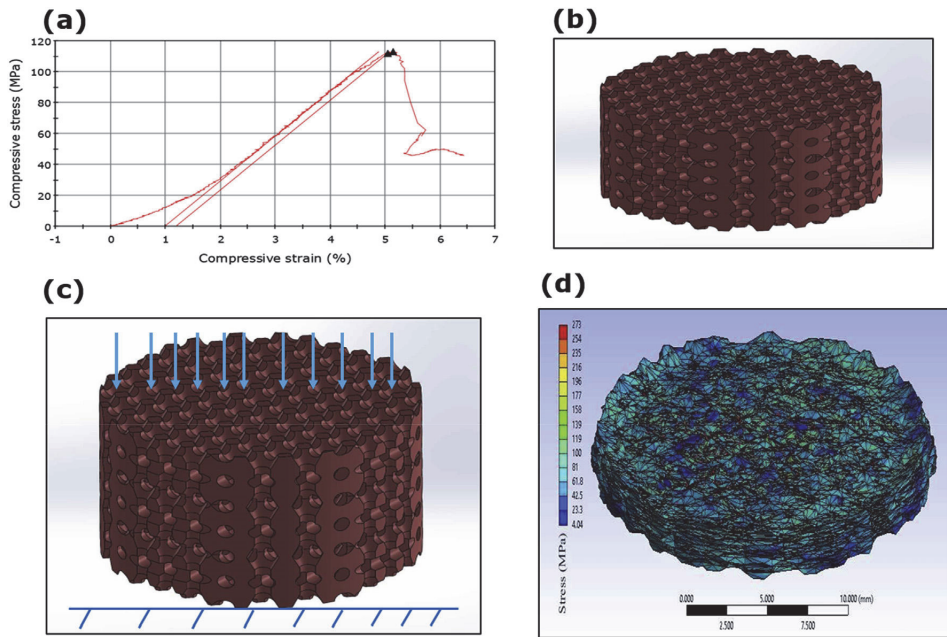 (a)
120
100
80
60
40
20
0
Compressive stress (MPa)
-1 0 1 2 3 4 5 6 7
Compressive strain (%)
(b)
(c)
(d)
273
254
235
216
196
177
158
139
119
100
81
61.8
42.5
23.3
4.04
Stress (MPa)
0.000 5.000 10.000 (mm)
2.500 7.500